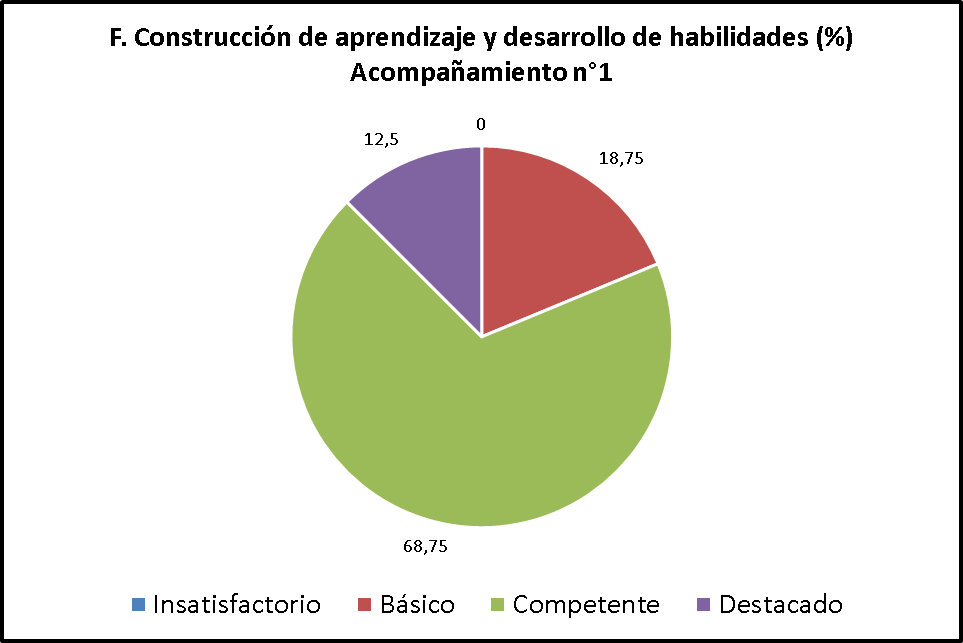 F. Construcción de aprendizaje y desarrollo de habilidades (%)
Acompañamiento n°1
0
12,5
18,75
68,75
Insatisfactorio Básico Competente Destacado